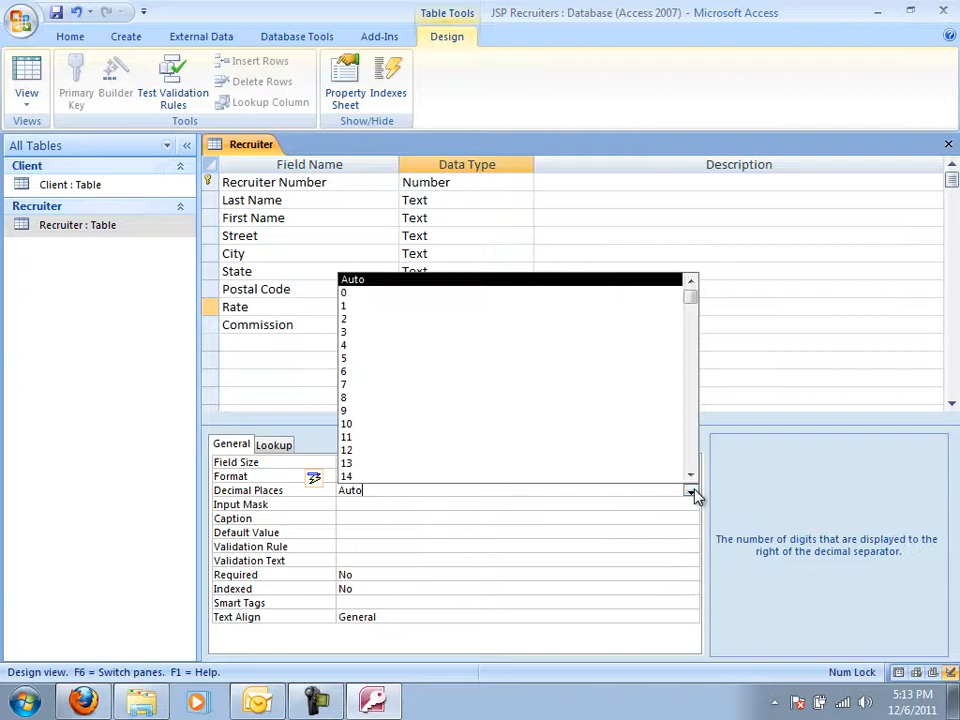 Table Tools
JSP Recruiters : Database (Access 2007) - Microsoft Access
Home
Create
External Data
Database Tools
Add-Ins
Design
View
Primary Key
Builder
Test Validation Rules
Insert Rows
Delete Rows
Lookup Column
Property Sheet
Indexes
Views
Tools
Show/Hide
All Tables
Client
Client : Table
Recruiter
Recruiter : Table
Recruiter
Field Name Data Type Description
Recruiter Number Number
Last Name Text
First Name Text
Street Text
City Text
State Text
Postal Code
Rate
Commission
Auto
0
1
2
3
4
5
6
7
8
9
10
11
12
13
14
General Lookup
Field Size
Format
Decimal Places Auto
Input Mask
Caption
Default Value
Validation Rule
Validation Text
Required No
Indexed No
Smart Tags
Text Align General
The number of digits that are displayed to the
right of the decimal separator.
Design view. F6 = Switch panes. F1 = Help.
Num Lock
5:13 PM
12/6/2011